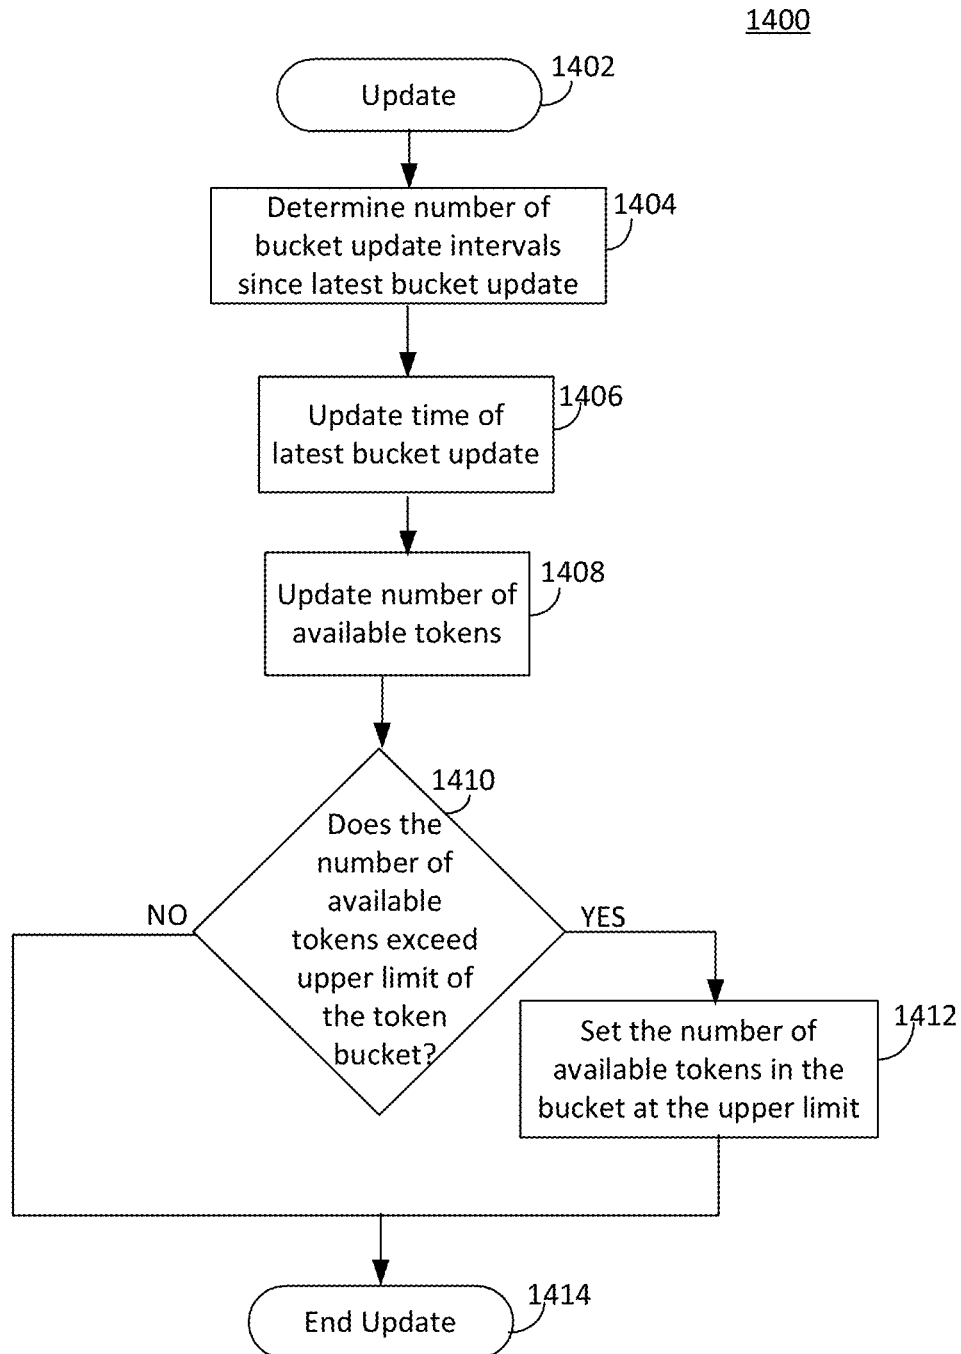 1400
1402
Update
1404
Determine number of
bucket update intervals
since latest bucket update
1406
Update time of
latest bucket update
1408
Update number of
available tokens
1410
Does the
number of
available
tokens exceed
upper limit of
the token
bucket?
NO
YES
1412
Set the number of
available tokens in the
bucket at the upper limit
1414
End Update